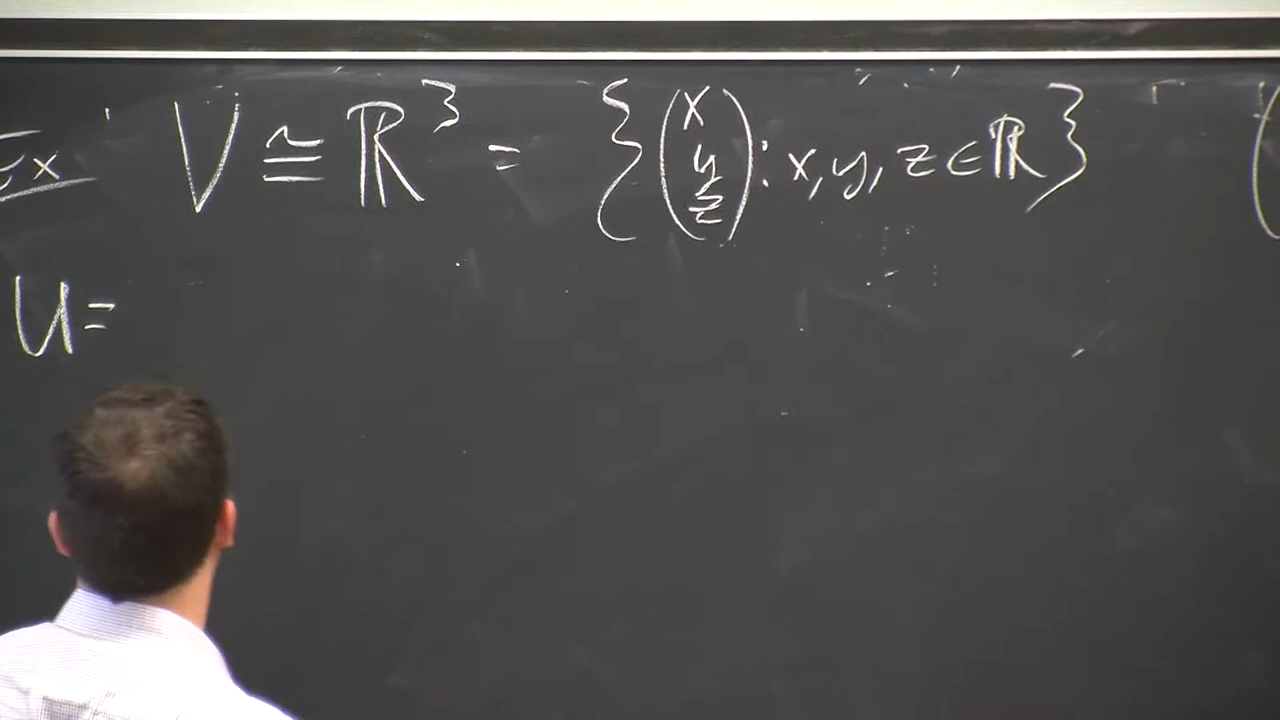 Ex V ≅ ℝ³ = { (x y z) : x, y, z ∈ ℝ } (
U =